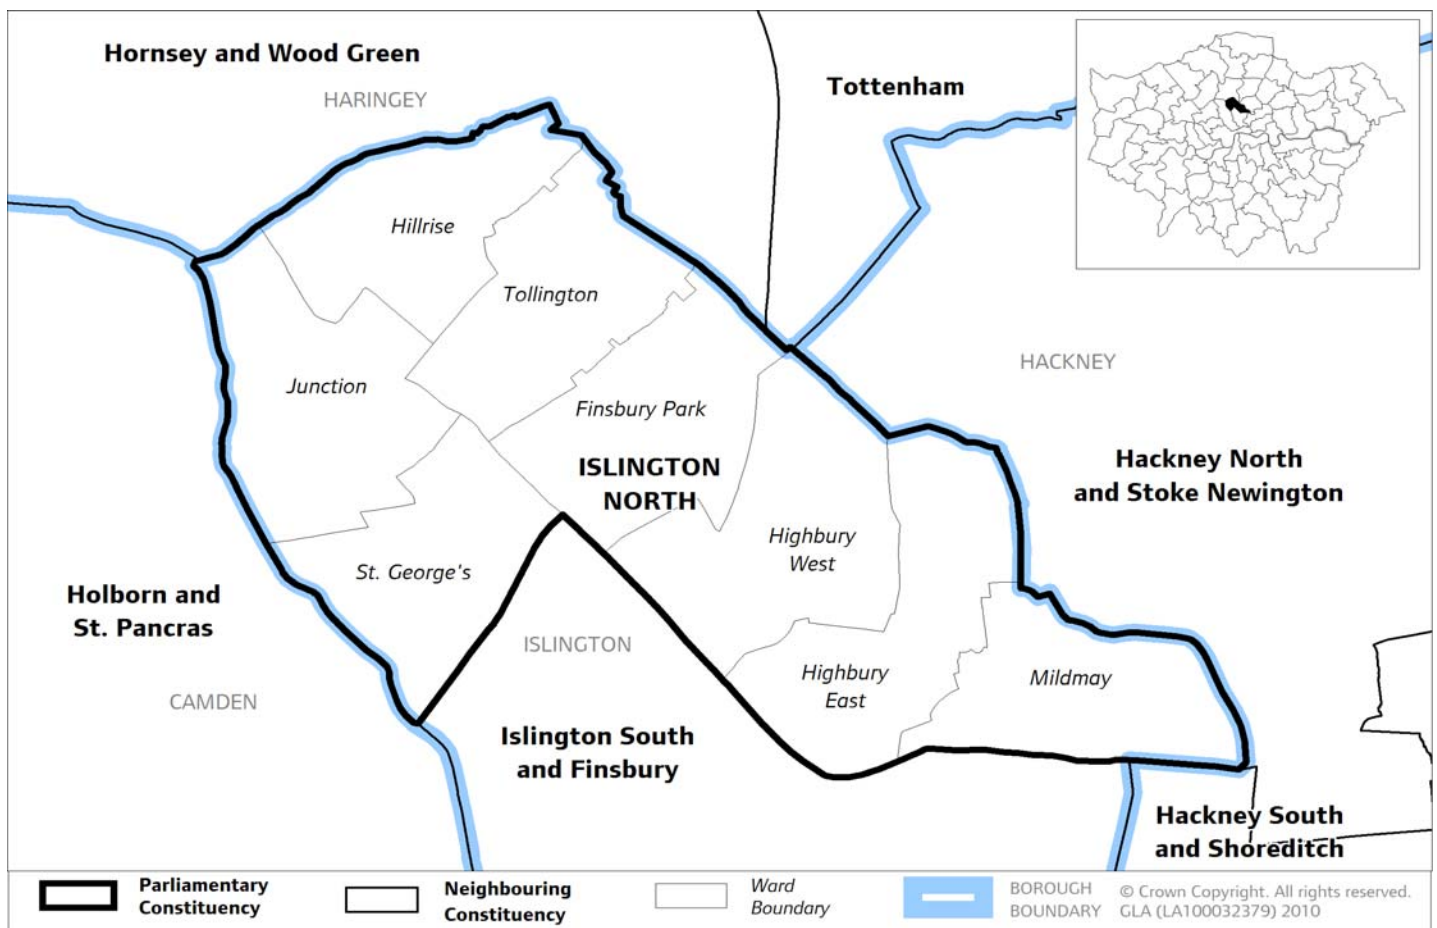 Hornsey and Wood Green
HARINGEY
Tottenham
Hillrise
Tollington
Junction
Finsbury Park
HACKNEY
ISLINGTON
NORTH
Hackney North
and Stoke Newington
Highbury
West
St. George's
Holborn and
St. Pancras
ISLINGTON
Highbury
East
Mildmay
CAMDEN
Islington South
and Finsbury
Hackney South
and Shoreditch
Parliamentary
Constituency
Neighbouring
Constituency
Ward
Boundary
BOROUGH
BOUNDARY
© Crown Copyright. All rights reserved.
GLA (LA100032379) 2010